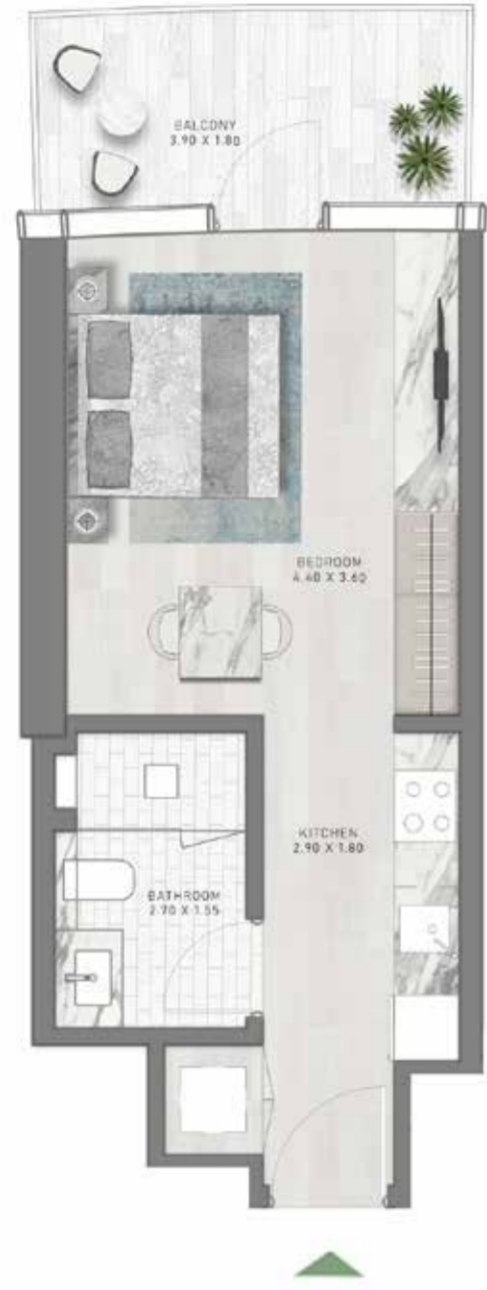 BALCONY
3.90 X 1.80
BEDROOM
4.40 X 3.60
KITCHEN
2.90 X 1.80
BATHROOM
2.70 X 1.55